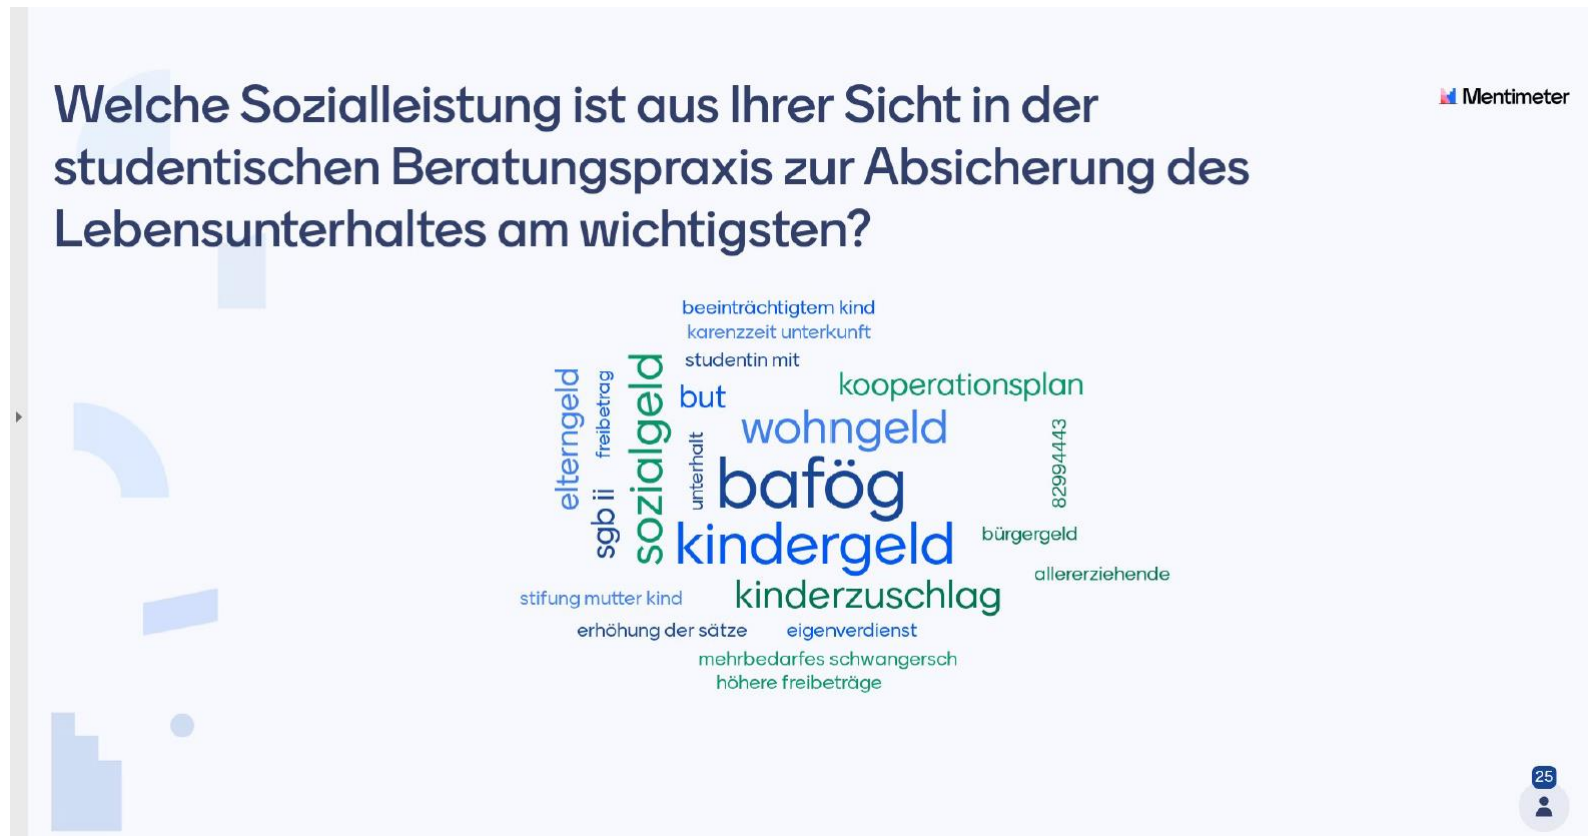 Welche Sozialleistung ist aus Ihrer Sicht in der
studentischen Beratungspraxis zur Absicherung des
Lebensunterhaltes am wichtigsten?
Mentimeter
beeinträchtigtem kind
karenzzeit unterkunft
studentin mit
but
kooperationsplan
elterngeld
freibetrag
sozialgeld
wohngeld
unterhalt
bafög
82994443
sgb ii
kindergeld
bürgergeld
allererziehende
stifung mutter kind
kinderzuschlag
erhöhung der sätze
eigenverdienst
mehrbedarfes schwangersch
höhere freibeträge
25